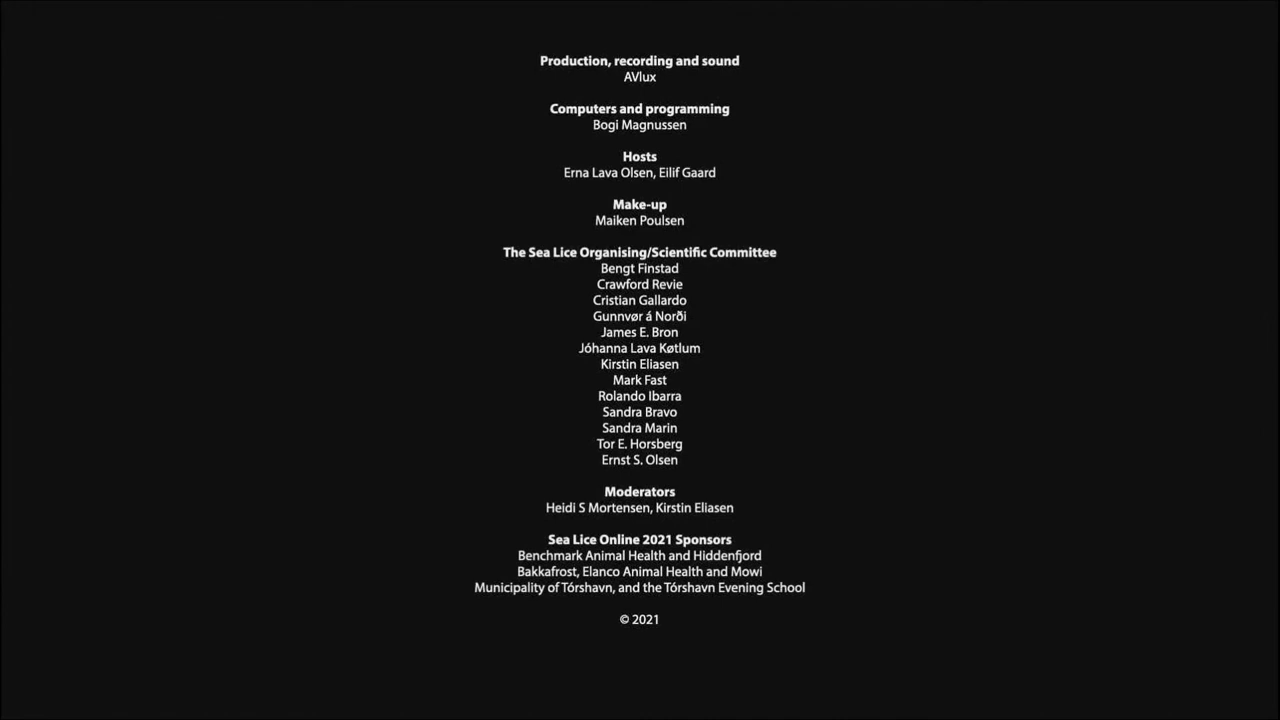 Production, recording and sound
AVlux
Computers and programming
Bogi Magnussen
Hosts
Erna Lava Olsen, Eilif Gaard
Make-up
Maiken Poulsen
The Sea Lice Organising/Scientific Committee
Bengt Finstad
Crawford Revie
Cristian Gallardo
Gunnvør á Norði
James E. Bron
Jóhanna Lava Køtlum
Kirstin Eliasen
Mark Fast
Rolando Ibarra
Sandra Bravo
Sandra Marin
Tor E. Horsberg
Ernst S. Olsen
Moderators
Heidi S Mortensen, Kirstin Eliasen
Sea Lice Online 2021 Sponsors
Benchmark Animal Health and Hiddenfjord
Bakkafrost, Elanco Animal Health and Mowi
Municipality of Tórshavn, and the Tórshavn Evening School
© 2021